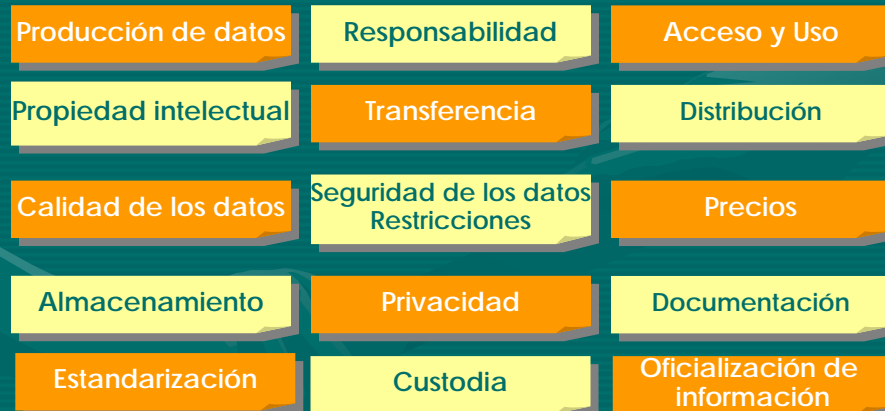 Producción de datos
Responsabilidad
Acceso y Uso
Propiedad intelectual
Transferencia
Distribución
Calidad de los datos
Seguridad de los datos
Restricciones
Precios
Almacenamiento
Privacidad
Documentación
Estandarización
Custodia
Oficialización de
información